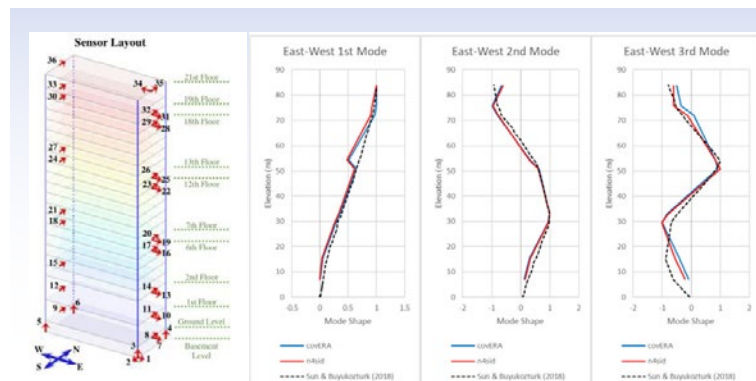 Sensor Layout
36
35
34
21st Floor
33
30
19th Floor
32
31
29
28
18th Floor
27
24
13th Floor
26
25
23
22
12th Floor
21
18
7th Floor
20
19
17
16
6th Floor
15
2nd Floor
14
13
12
1st Floor
11
10
9
6
Ground Level
5
8
7
4
Basement
Level
3
2
1
W
N
S
E
East-West 1st Mode
90
80
70
60
50
40
30
20
10
0
Elevation (m)
-0.5
0
0.5
1
1.5
Mode Shape
covERA
n4sid
Sun & Buyukozturk (2018)
East-West 2nd Mode
90
80
70
60
50
40
30
20
10
0
Elevation (m)
-2
-1
0
1
2
Mode Shape
covERA
n4sid
Sun & Buyukozturk (2018)
East-West 3rd Mode
90
80
70
60
50
40
30
20
10
0
Elevation (m)
-2
-1
0
1
2
Mode Shape
covERA
n4sid
Sun & Buyukozturk (2018)